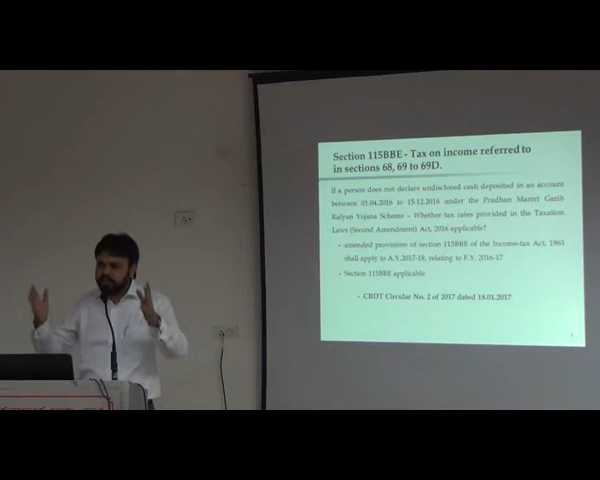 Section 115BBE – Tax on income referred to
in sections 68, 69 to 69D.
If a person does not declare undisclosed cash deposited in an account
between 01.04.2016 to 15.12.2016 under the Pradhan Mantri Garib
Kalyan Yojana Scheme – Whether tax rates provided in the Taxation
Laws (Second Amendment) Act, 2016 applicable?
- amended provisions of section 115BBE of the Income-tax Act, 1961
shall apply to A.Y.2017-18, relating to F.Y. 2016-17
- Section 115BBE applicable
- CBDT Circular No. 2 of 2017 dated 18.01.2017